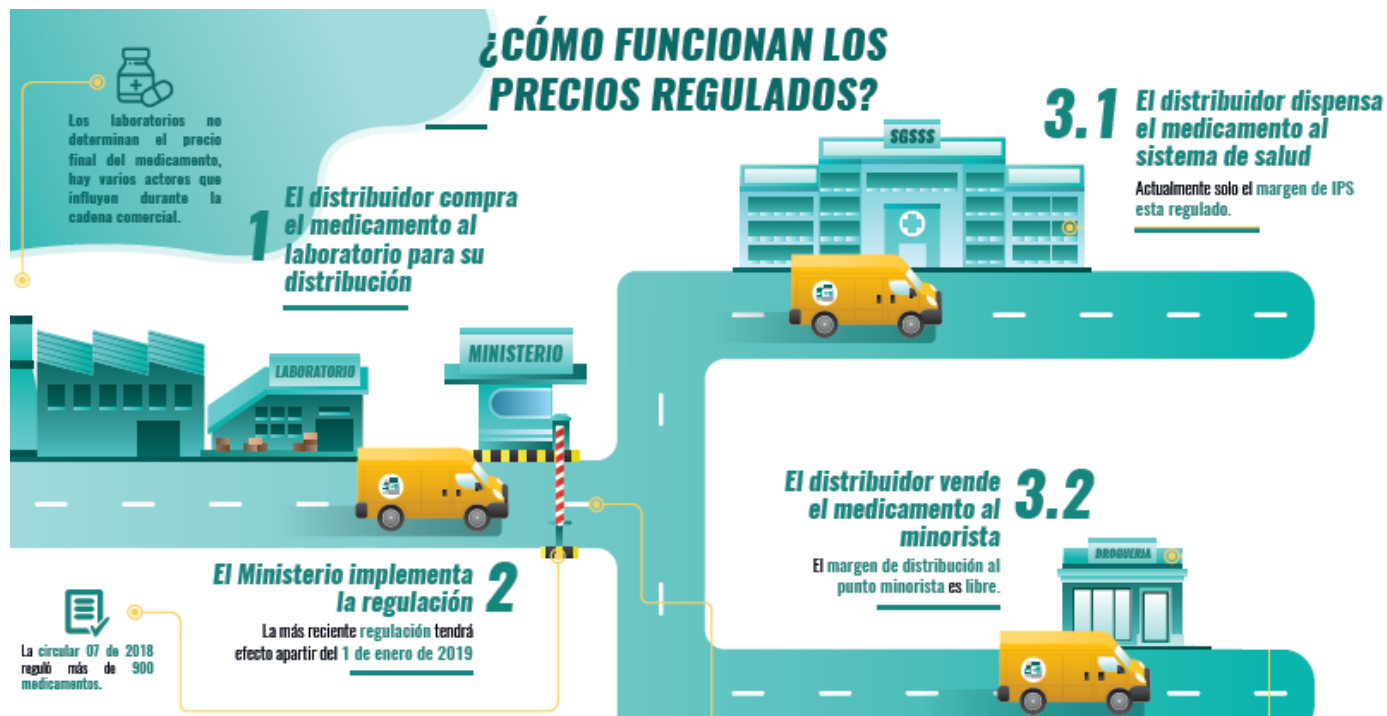 ¿CÓMO FUNCIONAN LOS
PRECIOS REGULADOS?
Los laboratorios no
determinan el precio
final del medicamento,
hay varios actores que
influyen durante la
cadena comercial.
1
El distribuidor compra
el medicamento al
laboratorio para su
distribución
LABORATORIO
MINISTERIO
El Ministerio implementa
la regulación
2
La más reciente regulación tendrá
efecto apartir del 1 de enero de 2019
La circular 07 de 2018
reguló más de 900
medicamentos.
SGSSS
3.1
El distribuidor dispensa
el medicamento al
sistema de salud
Actualmente solo el margen de IPS
esta regulado.
El distribuidor vende
el medicamento al
minorista
3.2
El margen de distribución al
punto minorista es libre.
DROGUERIA